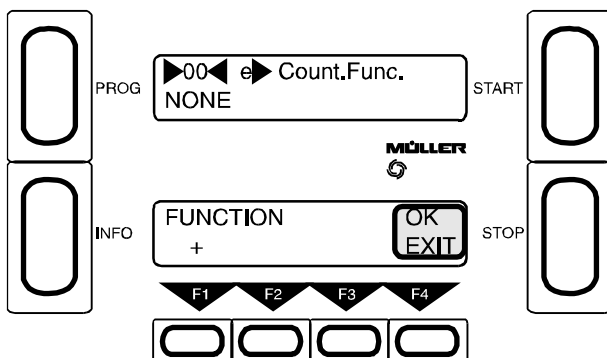 PROG
▶00◀ e▶ Count.Func.
NONE
START
MÜLLER
INFO
FUNCTION OK
+ EXIT
STOP
F1 F2 F3 F4